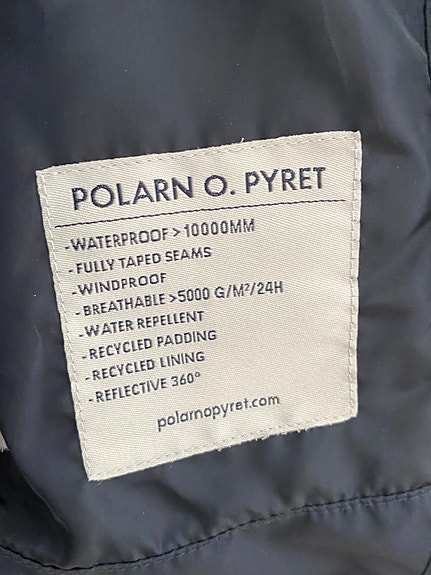 POLARN O. PYRET
-WATERPROOF > 10000MM
-FULLY TAPED SEAMS
-WINDPROOF
-BREATHABLE >5000 G/M²/24H
-WATER REPELLENT
-RECYCLED PADDING
-RECYCLED LINING
-REFLECTIVE 360°
polarnopyret.com